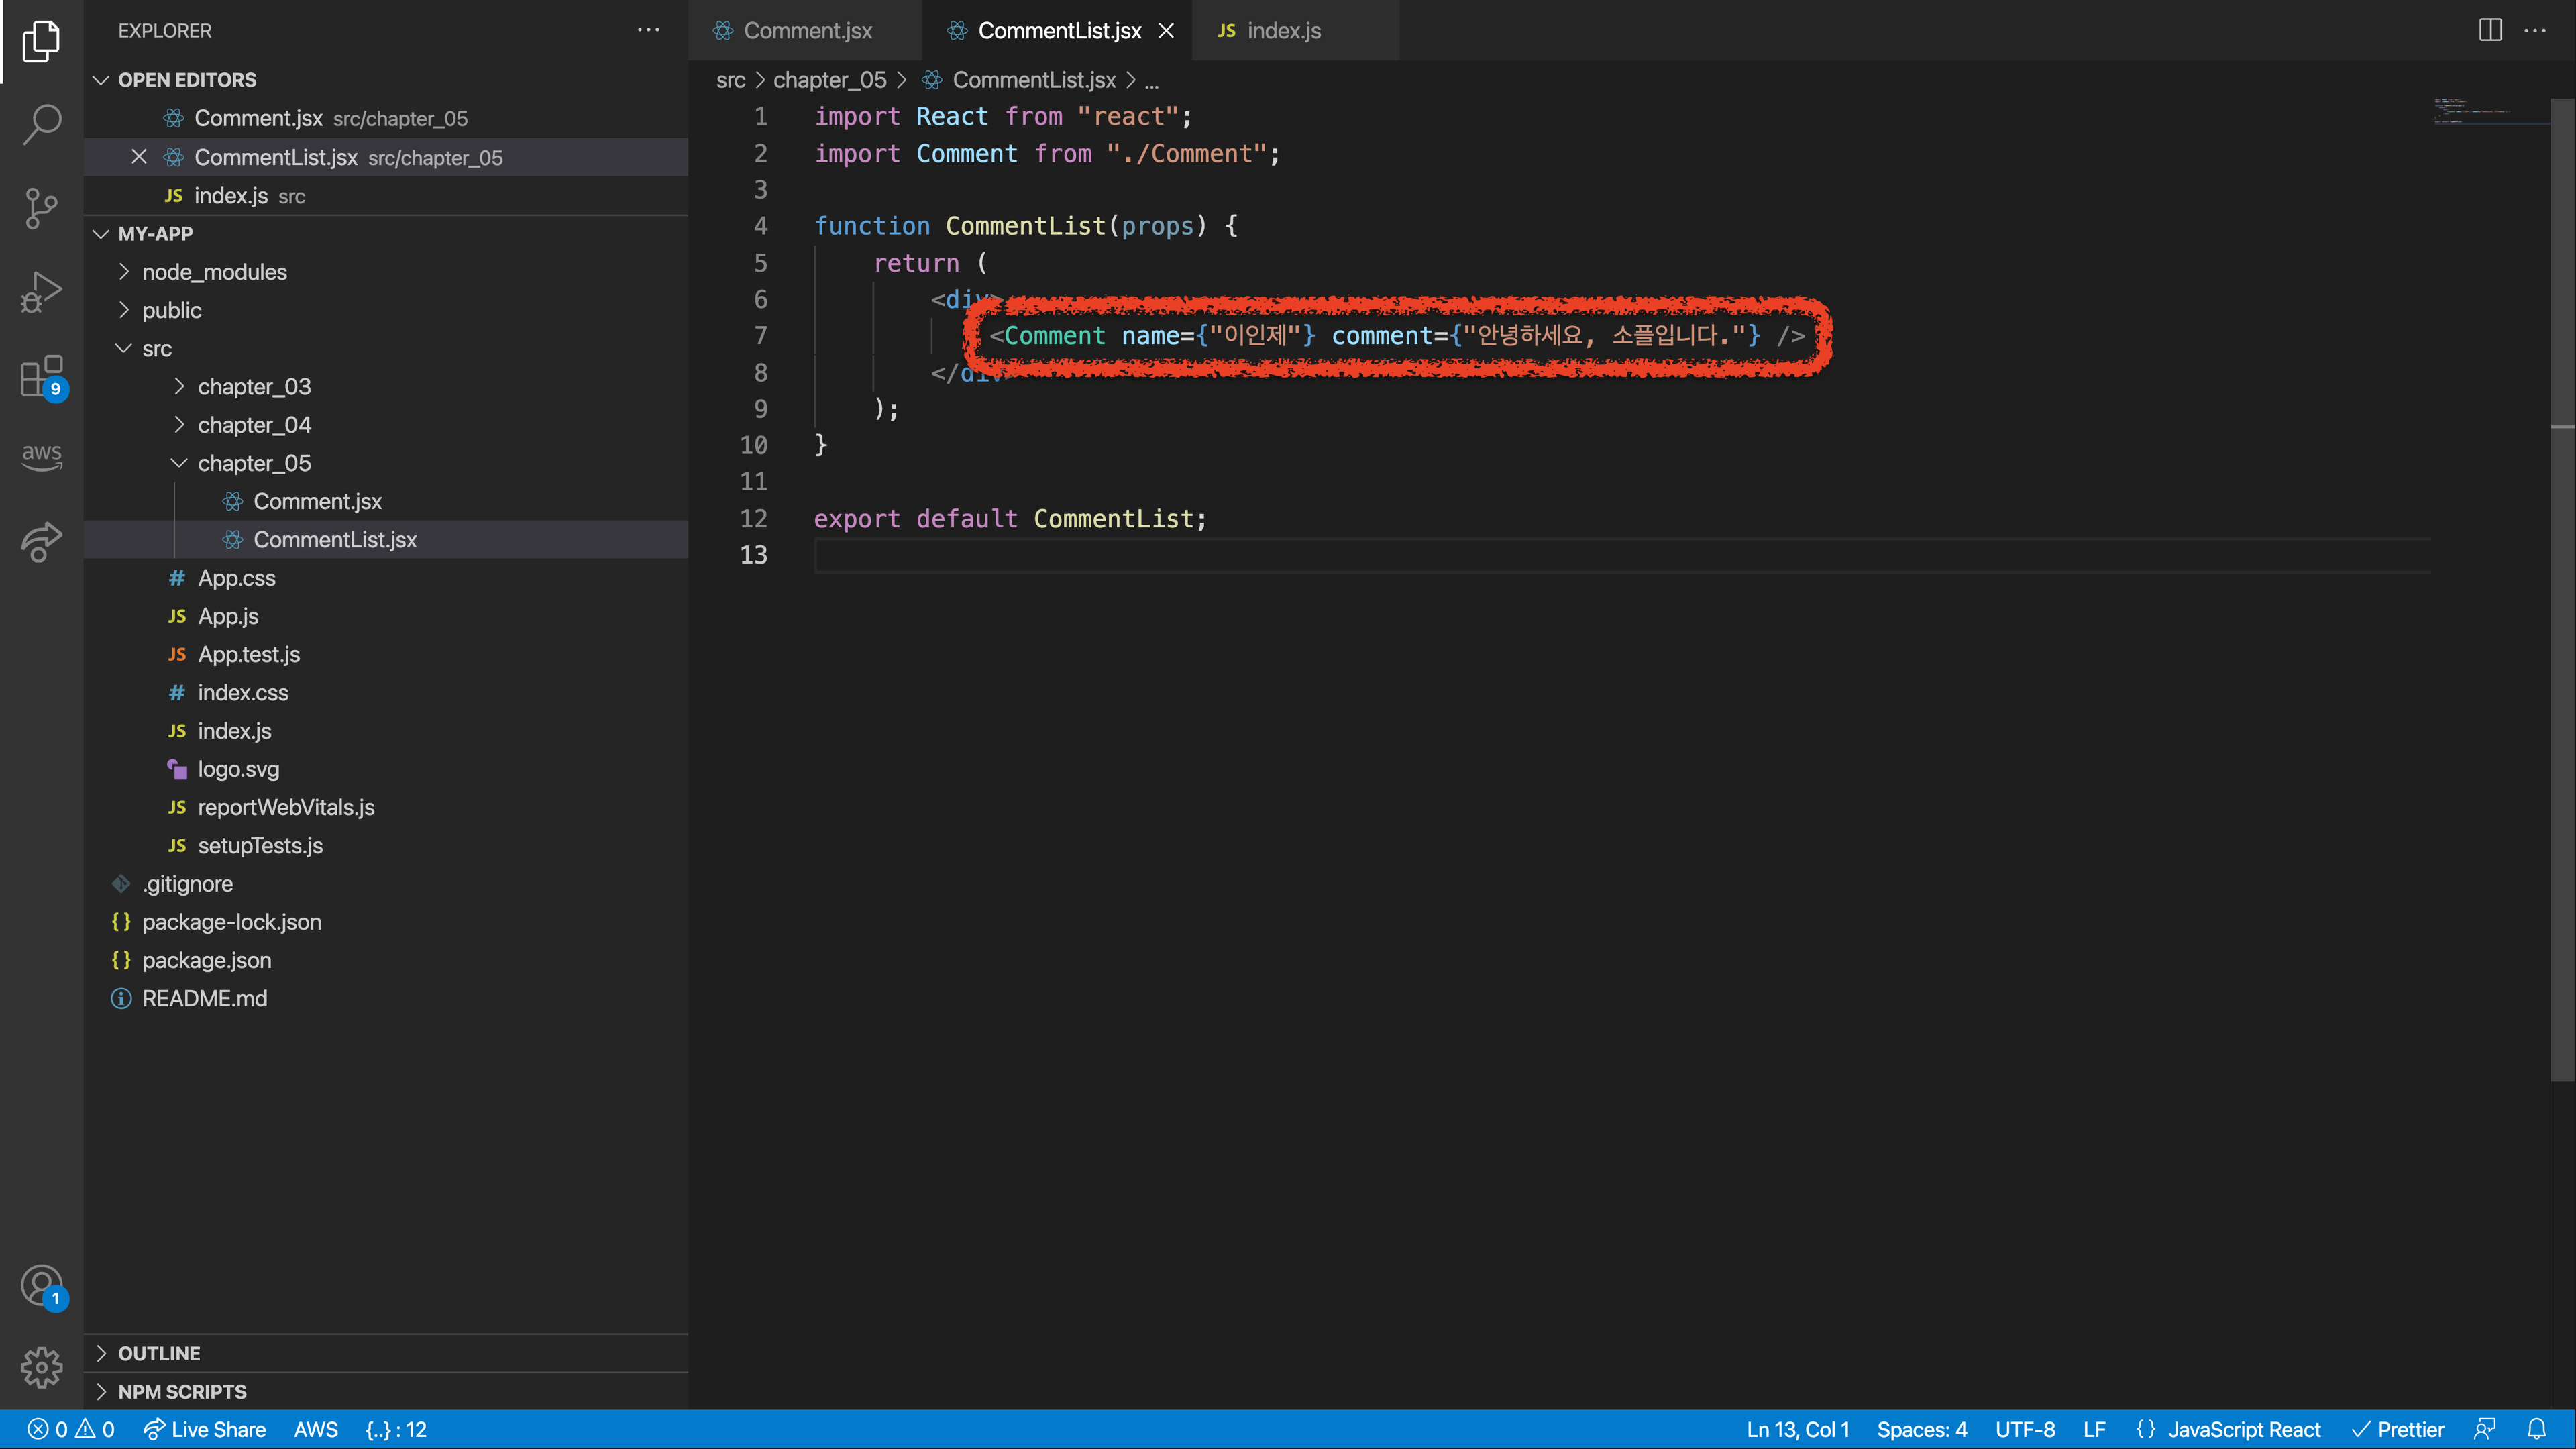 EXPLORER
OPEN EDITORS
Comment.jsx src/chapter_05
CommentList.jsx src/chapter_05
JS index.js src
MY-APP
node_modules
public
src
chapter_03
chapter_04
chapter_05
Comment.jsx
CommentList.jsx
# App.css
JS App.js
JS App.test.js
# index.css
JS index.js
logo.svg
JS reportWebVitals.js
JS setupTests.js
.gitignore
{} package-lock.json
{} package.json
README.md
OUTLINE
NPM SCRIPTS
9
aws
1
Comment.jsx
CommentList.jsx
JS index.js
src > chapter_05 > CommentList.jsx > ...
1 import React from "react";
2 import Comment from "./Comment";
3
4 function CommentList(props) {
5 return (
6 <div>
7 <Comment name={"이인제"} comment={"안녕하세요, 소플입니다."} />
8 </div>
9 );
10 }
11
12 export default CommentList;
13
0 0 Live Share AWS {..} : 12 Ln 13, Col 1 Spaces: 4 UTF-8 LF {} JavaScript React Prettier